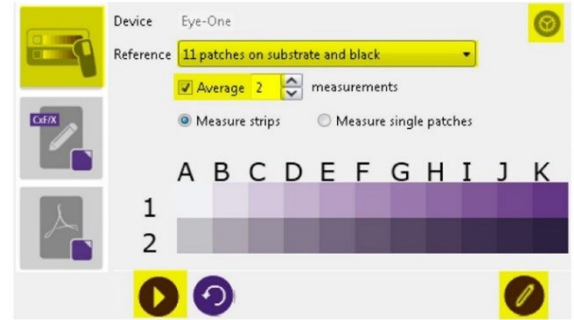 Device Eye-One
Reference 11 patches on substrate and black
Average 2 measurements
CxF/X
Measure strips Measure single patches
A B C D E F G H I J K
1
2